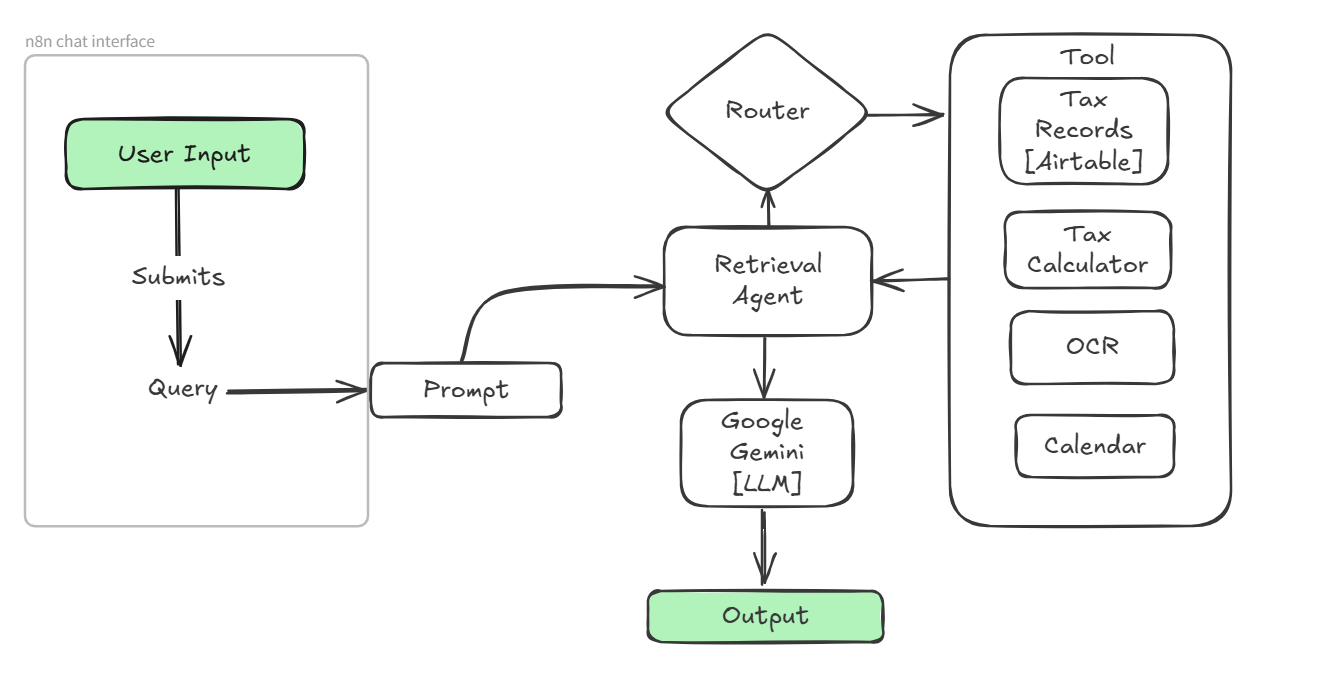 n8n chat interface
User Input
Submits
Query
Prompt
Router
Retrieval
Agent
Google
Gemini
[LLM]
Output
Tool
Tax
Records
[Airtable]
Tax
Calculator
OCR
Calendar